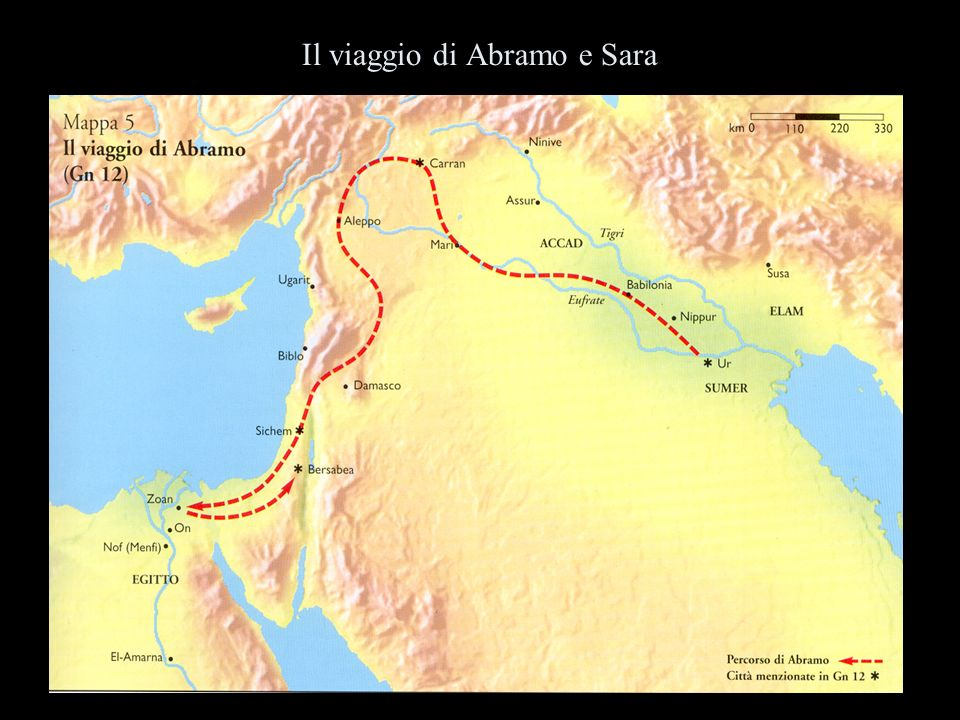 Il viaggio di Abramo e Sara
Mappa 5
Il viaggio di Abramo
(Gn 12)
km 0 110 220 330
Ninive
Carran
Assur
Aleppo
Tigri
Mari
ACCAD
Susa
Ugarit
Babilonia
Eufrate
ELAM
Nippur
Biblo
Ur
Damasco
SUMER
Sichem
Bersabea
Zoan
On
Nof (Menfi)
EGITTO
El-Amarna
Percorso di Abramo
Città menzionate in Gn 12